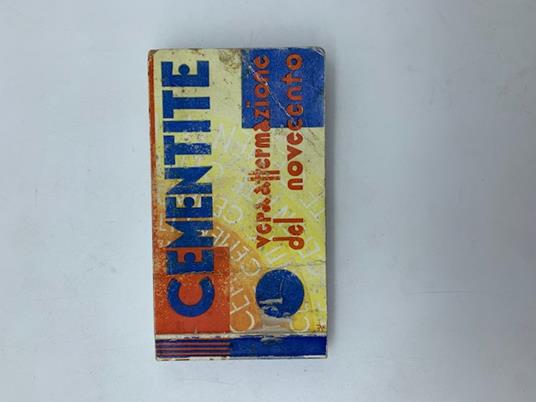 CEMENTITE
vera affermazione
del novecento